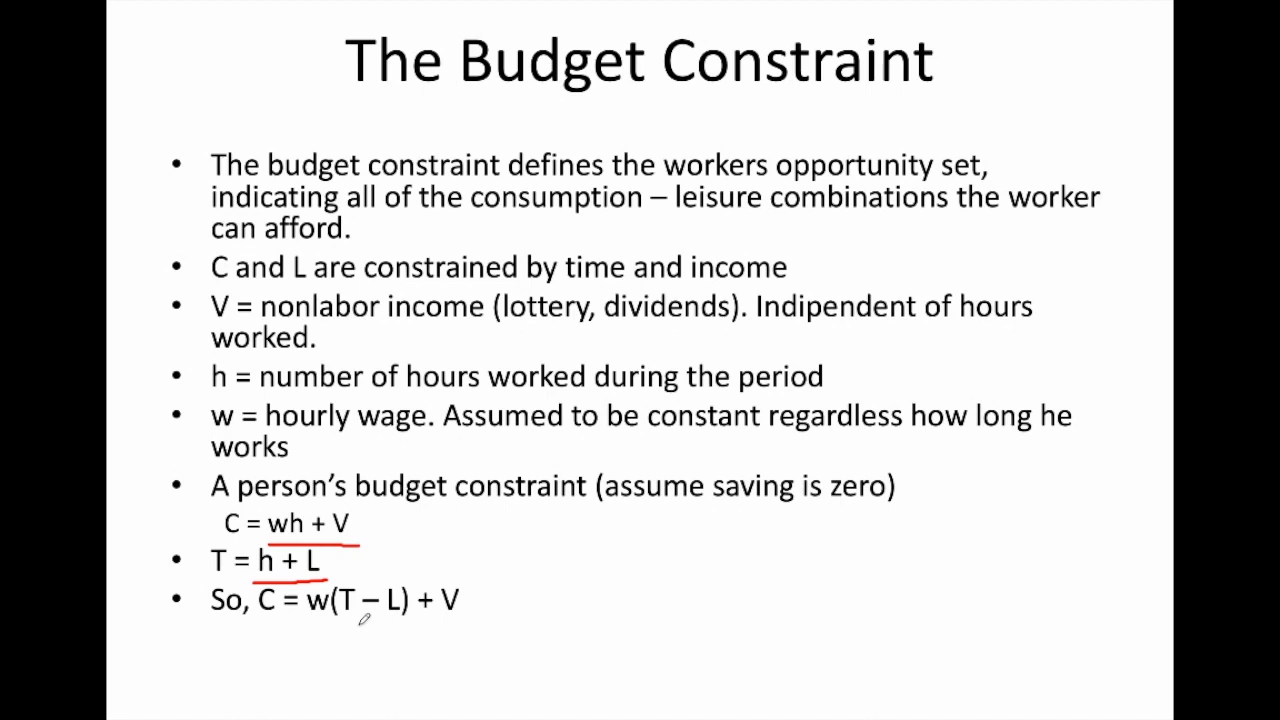 The Budget Constraint
• The budget constraint defines the workers opportunity set,
indicating all of the consumption – leisure combinations the worker
can afford.
• C and L are constrained by time and income
• V = nonlabor income (lottery, dividends). Indipendent of hours
worked.
• h = number of hours worked during the period
• w = hourly wage. Assumed to be constant regardless how long he
works
• A person’s budget constraint (assume saving is zero)
C = wh + V
• T = h + L
• So, C = w(T – L) + V